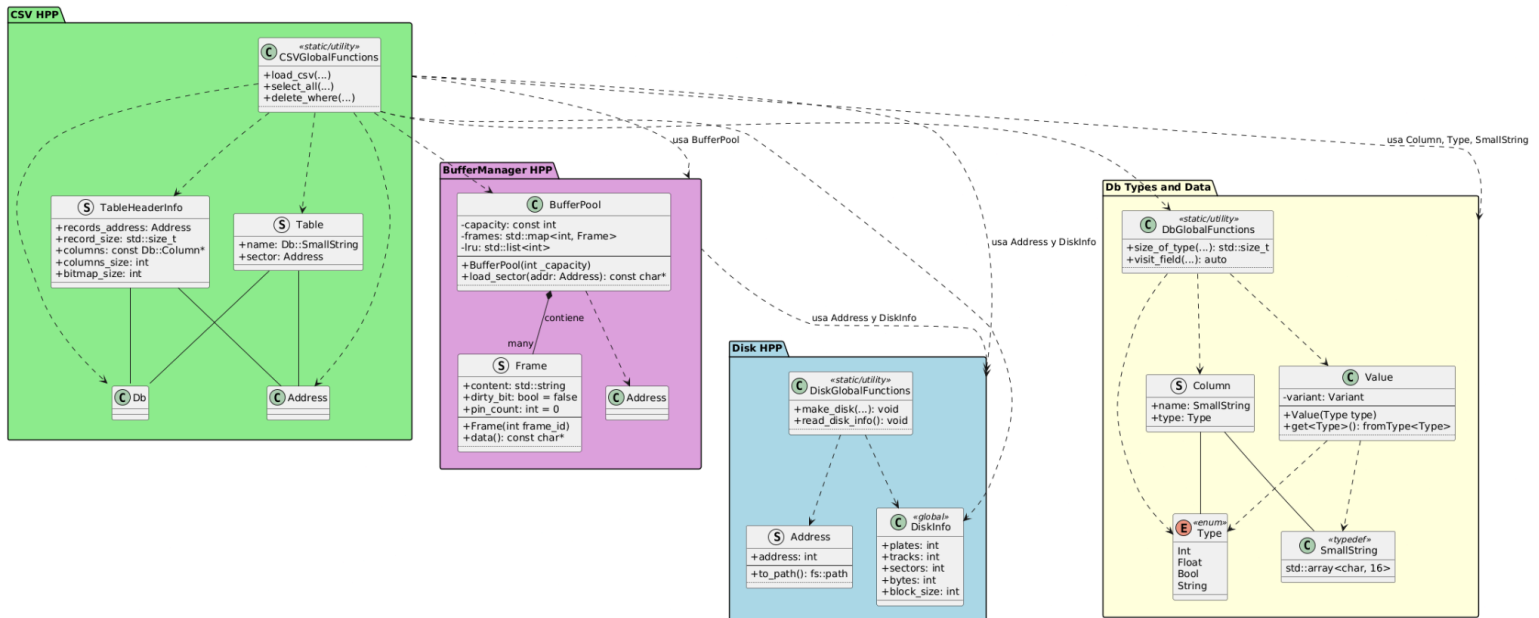 CSV HPP
«static/utility»
C CSVGlobalFunctions
+load_csv(...)
+select_all(...)
+delete_where(...)
S TableHeaderInfo
+records_address: Address
+record_size: std::size_t
+columns: const Db::Column*
+columns_size: int
+bitmap_size: int
S Table
+name: Db::SmallString
+sector: Address
C Db
C Address
usa BufferPool
BufferManager HPP
C BufferPool
-capacity: const int
-frames: std::map<int, Frame>
-lru: std::list<int>
+BufferPool(int _capacity)
+load_sector(addr: Address): const char*
contiene
many
S Frame
+content: std::string
+dirty_bit: bool = false
+pin_count: int = 0
+Frame(int frame_id)
+data(): const char*
C Address
usa Address y DiskInfo
usa Address y DiskInfo
Disk HPP
«static/utility»
C DiskGlobalFunctions
+make_disk(...): void
+read_disk_info(): void
S Address
+address: int
+to_path(): fs::path
«global»
C DiskInfo
+plates: int
+tracks: int
+sectors: int
+bytes: int
+block_size: int
usa Column, Type, SmallString
Db Types and Data
«static/utility»
C DbGlobalFunctions
+size_of_type(...): std::size_t
+visit_field(...): auto
S Column
+name: SmallString
+type: Type
C Value
-variant: Variant
+Value(Type type)
+get<Type>(): fromType<Type>
«enum»
E Type
Int
Float
Bool
String
«typedef»
C SmallString
std::array<char, 16>